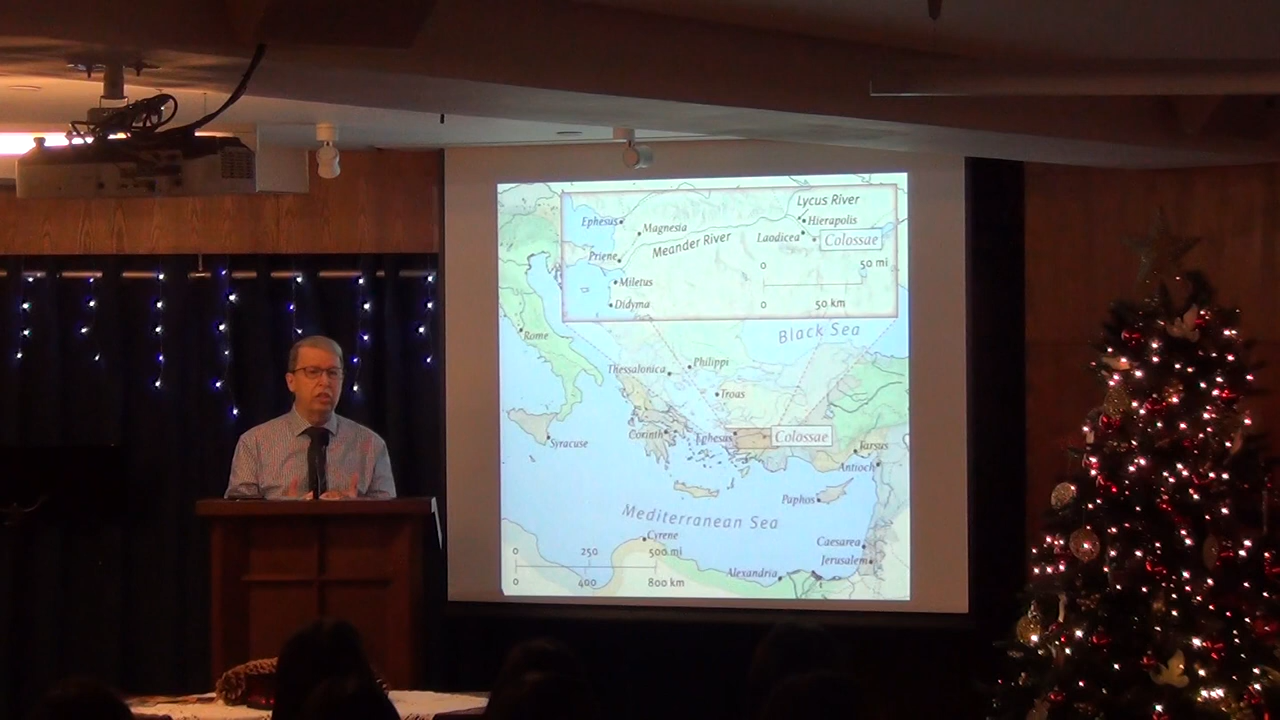 Lycus River
Ephesus
Magnesia
Hierapolis
Laodicea
Colossae
Meander River
Priene
0
50 mi
Miletus
Didyma
0
50 km
Black Sea
Rome
Thessalonica
Philippi
Troas
Corinth
Ephesus
Colossae
Syracuse
Tarsus
Antioch
Paphos
Mediterranean Sea
Cyrene
Caesarea
Jerusalem
0
250
500 mi
Alexandria
0
400
800 km